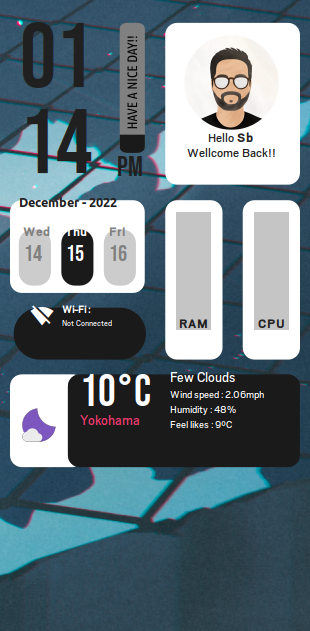 01
14
HAVE A NICE DAY!!
PM
Hello Sb
Wellcome Back!!
December - 2022
Wed Thu Fri
14 15 16
Wi-Fi:
Not Connected
RAM
CPU
10°C
Yokohama
Few Clouds
Wind speed : 2.06mph
Humidity : 48%
Feel likes : 9ºC